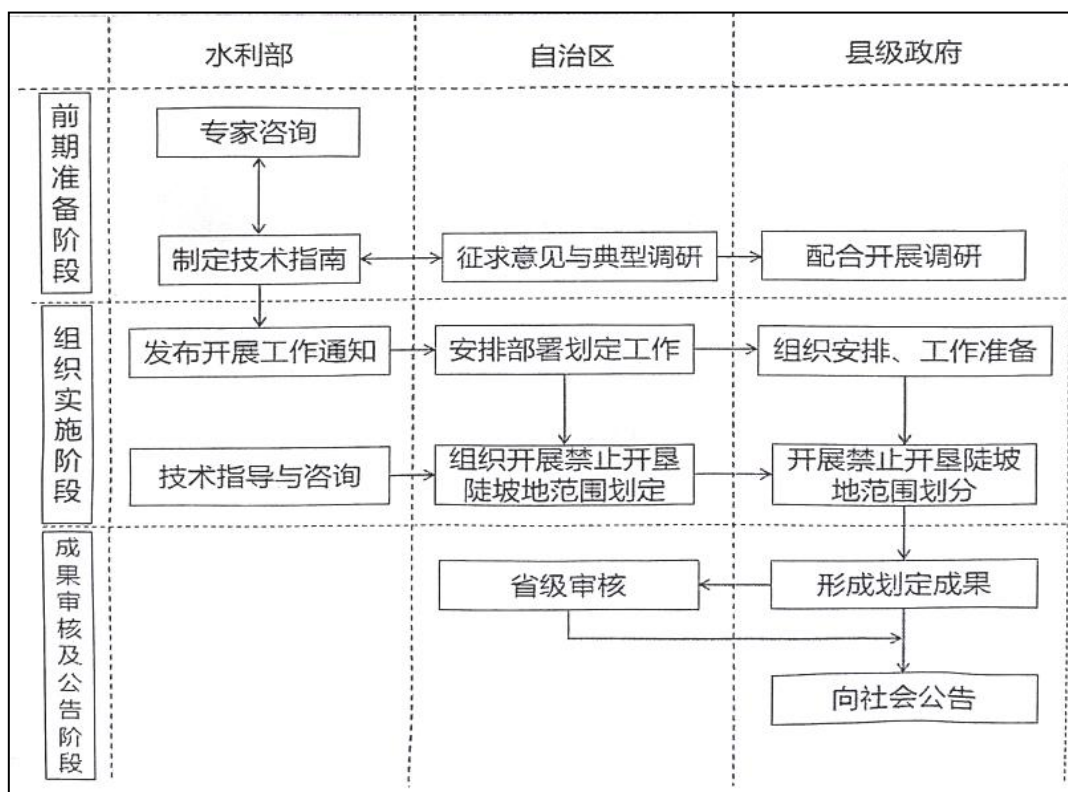 水利部
自治区
县级政府
前期准备阶段
专家咨询
制定技术指南
征求意见与典型调研
配合开展调研
组织实施阶段
发布开展工作通知
安排部署划定工作
组织安排、工作准备
技术指导与咨询
组织开展禁止开垦
陡坡地范围划定
开展禁止开垦陡坡
地范围划分
成果审核及公告阶段
省级审核
形成划定成果
向社会公告